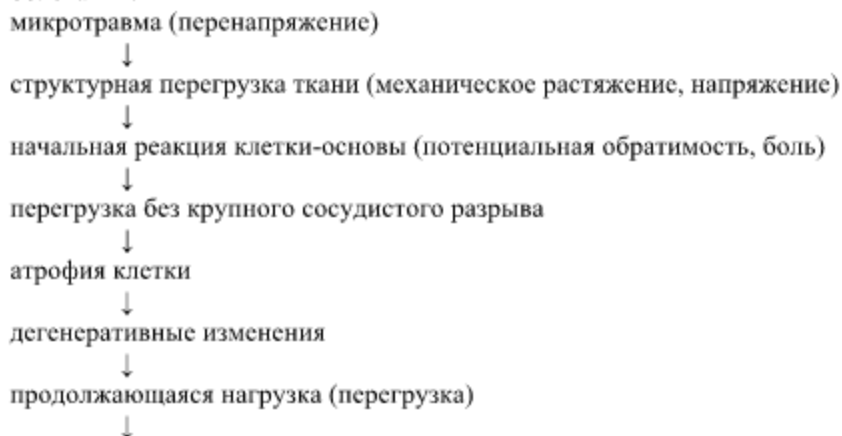 микротравма (перенапряжение)
↓
структурная перегрузка ткани (механическое растяжение, напряжение)
↓
начальная реакция клетки-основы (потенциальная обратимость, боль)
↓
перегрузка без крупного сосудистого разрыва
↓
атрофия клетки
↓
дегенеративные изменения
↓
продолжающаяся нагрузка (перегрузка)
↓